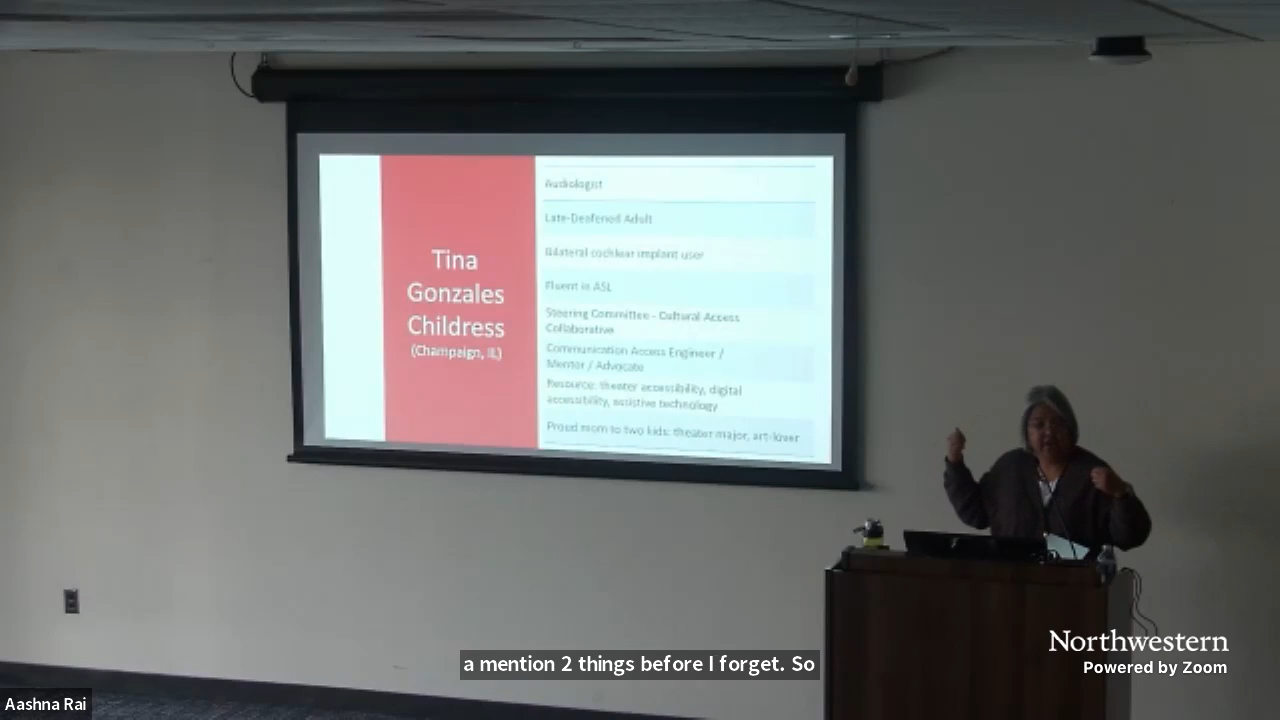 Tina
Gonzales
Childress
(Champaign, IL)
Audiologist
Late-Deafened Adult
Bilateral cochlear implant user
Fluent in ASL
Steering Committee - Cultural Access
Collaborative
Communication Access Engineer /
Mentor / Advocate
Resource: theater accessibility, digital
accessibility, assistive technology
Proud mom to two kids: theater major, art-lover
a mention 2 things before I forget. So
Northwestern
Powered by Zoom
Aashna Rai